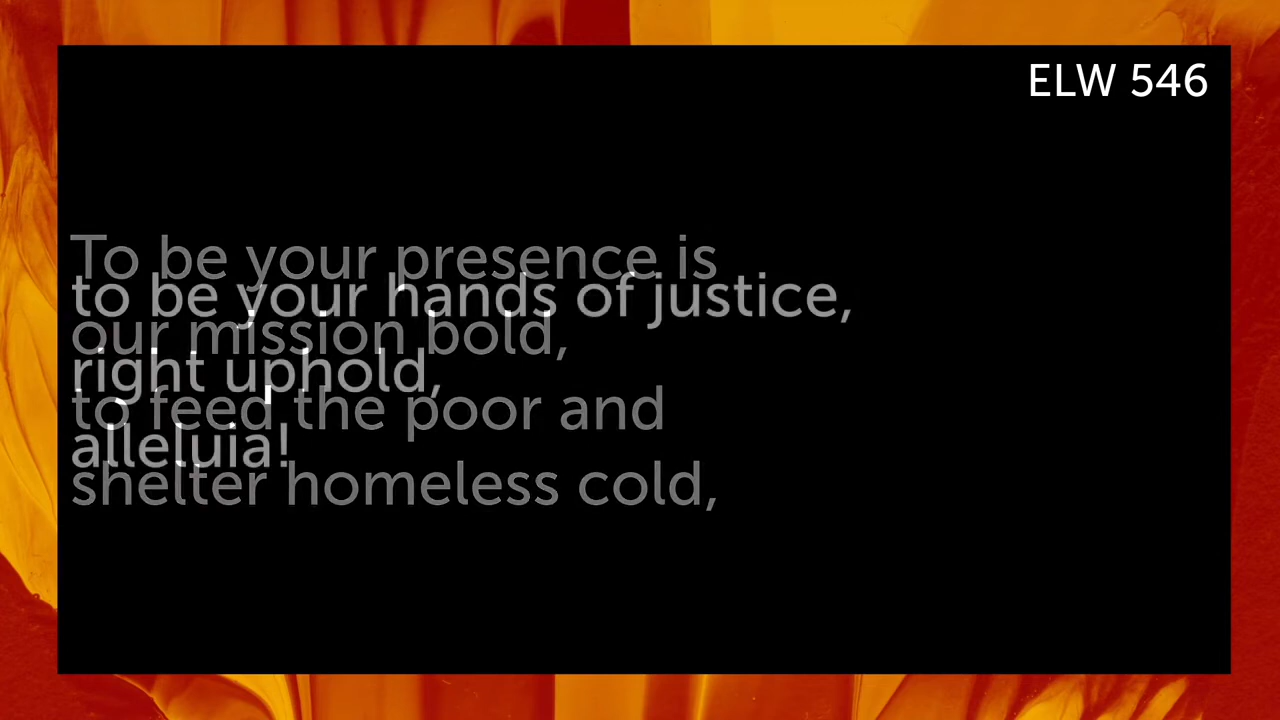 ELW 546
To be your presence is
our mission bold,
to feed the poor and
shelter homeless cold,
to be your hands of justice,
right uphold,
alleluia!